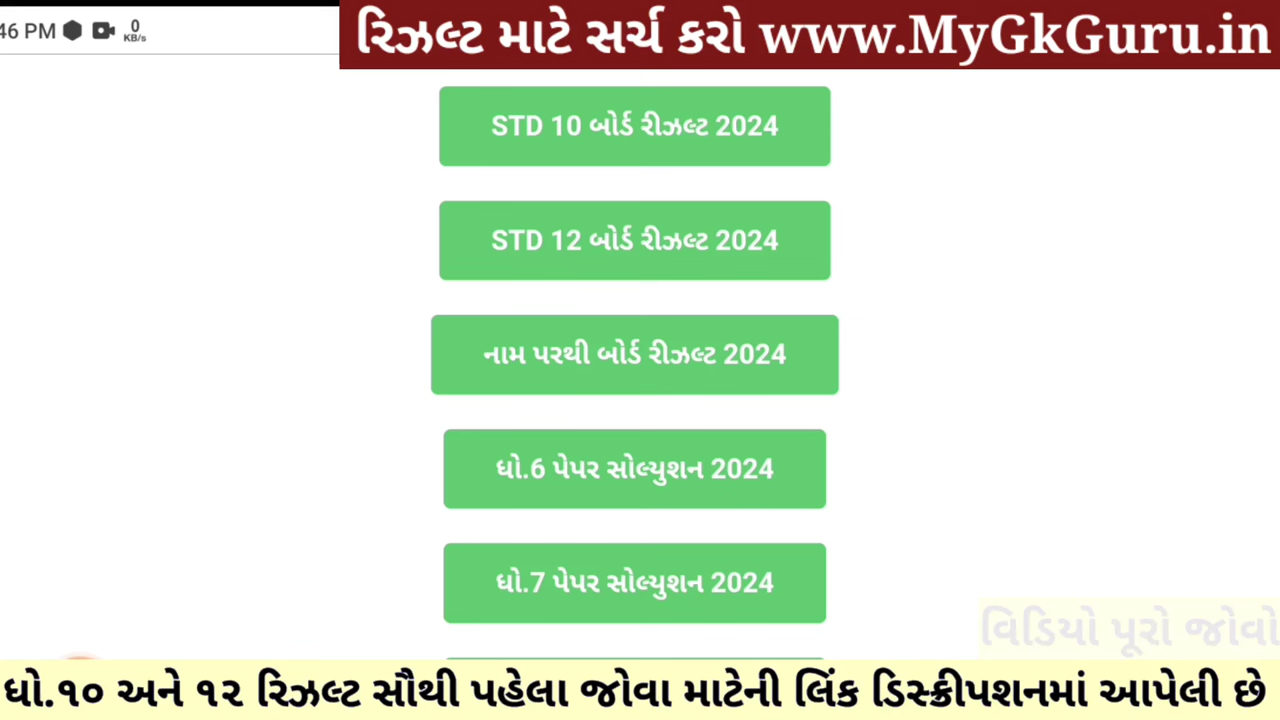 46 PM 0 KB/s
રિઝલ્ટ માટે સર્ચ કરો www.MyGkGuru.in
STD 10 બોર્ડ રીઝલ્ટ 2024
STD 12 બોર્ડ રીઝલ્ટ 2024
નામ પરથી બોર્ડ રીઝલ્ટ 2024
ધો.6 પેપર સોલ્યુશન 2024
ધો.7 પેપર સોલ્યુશન 2024
વિડિયો પૂરો જોવો
ધો.૧૦ અને ૧૨ રિઝલ્ટ સૌથી પહેલા જોવા માટેની લિંક ડિસ્ક્રીપશનમાં આપેલી છે